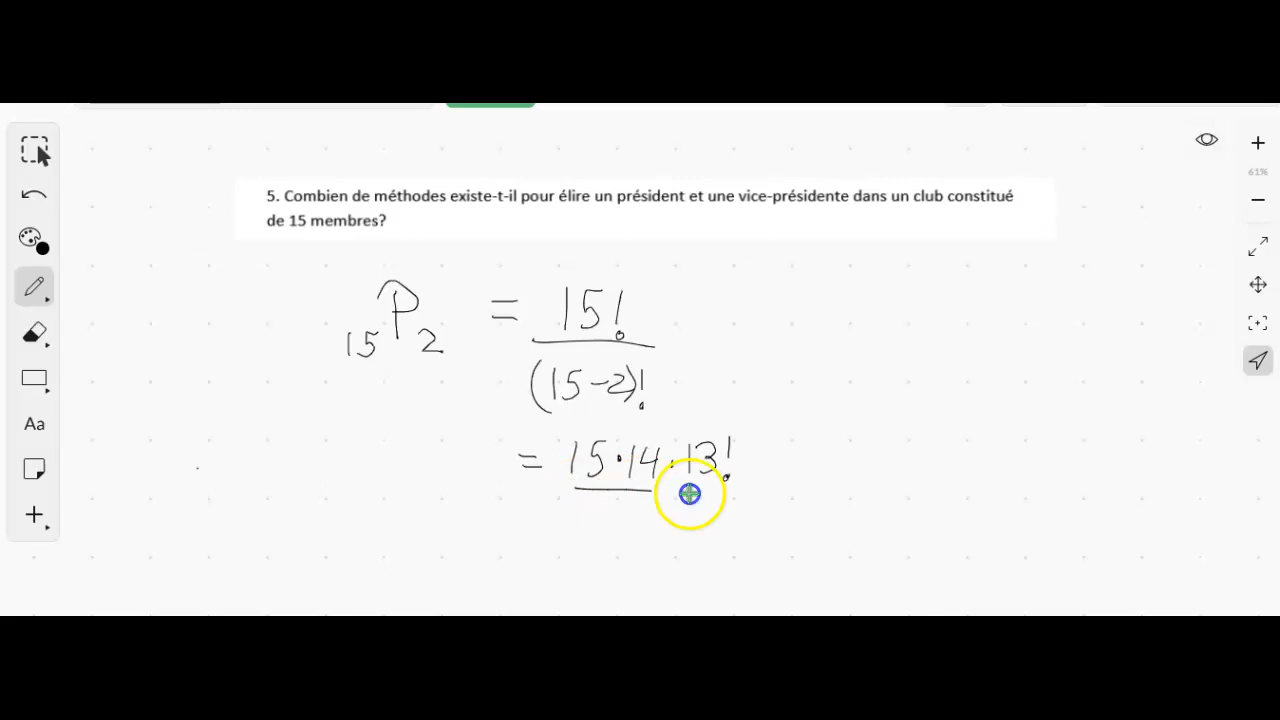 61%
5. Combien de méthodes existe-t-il pour élire un président et une vice-présidente dans un club constitué
de 15 membres?
15P2 = 15!
(15-2)!
= 15·14·13!
Aa